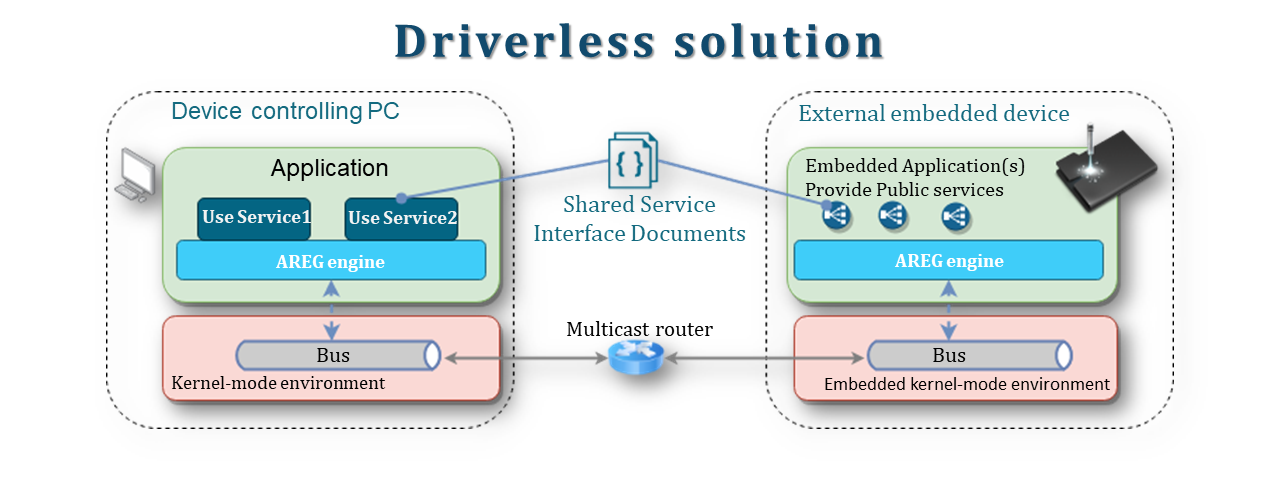 Driverless solution
Device controlling PC
Application
Use Service1
Use Service2
AREG engine
Bus
Kernel-mode environment
{ }
Shared Service
Interface Documents
Multicast router
External embedded device
Embedded Application(s)
Provide Public services
AREG engine
Bus
Embedded kernel-mode environment